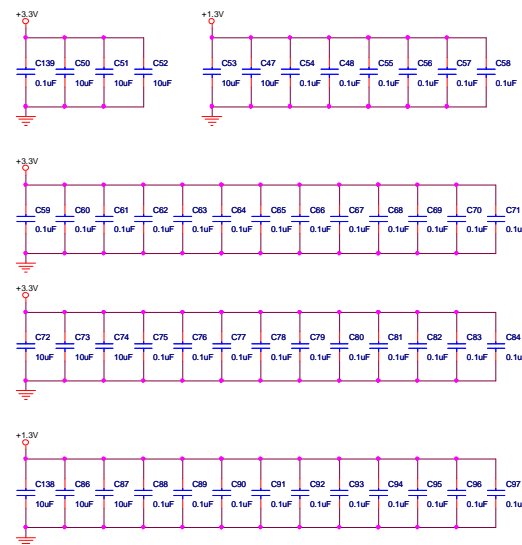 +3.3V +1.3V
C139 C50 C51 C52 C53 C47 C54 C48 C55 C56 C57 C58
0.1uF 10uF 10uF 10uF 10uF 10uF 0.1uF 0.1uF 0.1uF 0.1uF 0.1uF 0.1uF
+3.3V
C59 C60 C61 C62 C63 C64 C65 C66 C67 C68 C69 C70 C71
0.1uF 0.1uF 0.1uF 0.1uF 0.1uF 0.1uF 0.1uF 0.1uF 0.1uF 0.1uF 0.1uF 0.1uF 0.1u
+3.3V
C72 C73 C74 C75 C76 C77 C78 C79 C80 C81 C82 C83 C84
10uF 10uF 10uF 0.1uF 0.1uF 0.1uF 0.1uF 0.1uF 0.1uF 0.1uF 0.1uF 0.1uF 0.1u
+1.3V
C138 C86 C87 C88 C89 C90 C91 C92 C93 C94 C95 C96 C97
10uF 10uF 10uF 0.1uF 0.1uF 0.1uF 0.1uF 0.1uF 0.1uF 0.1uF 0.1uF 0.1uF 0.1u